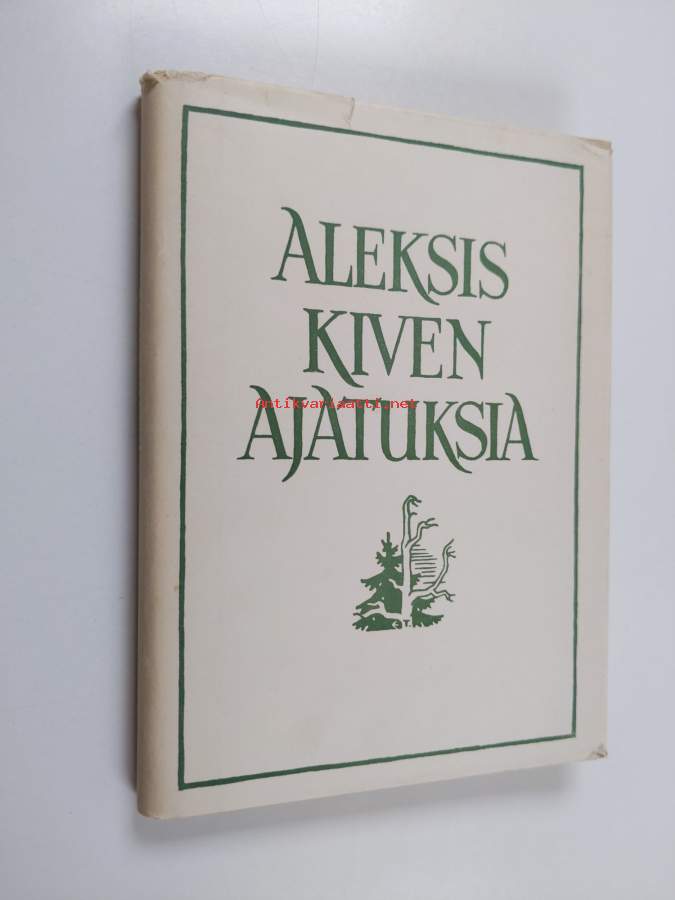 ALEKSIS
KIVEN
Antikvariaatti.net
AJATUKSIA
E.T.